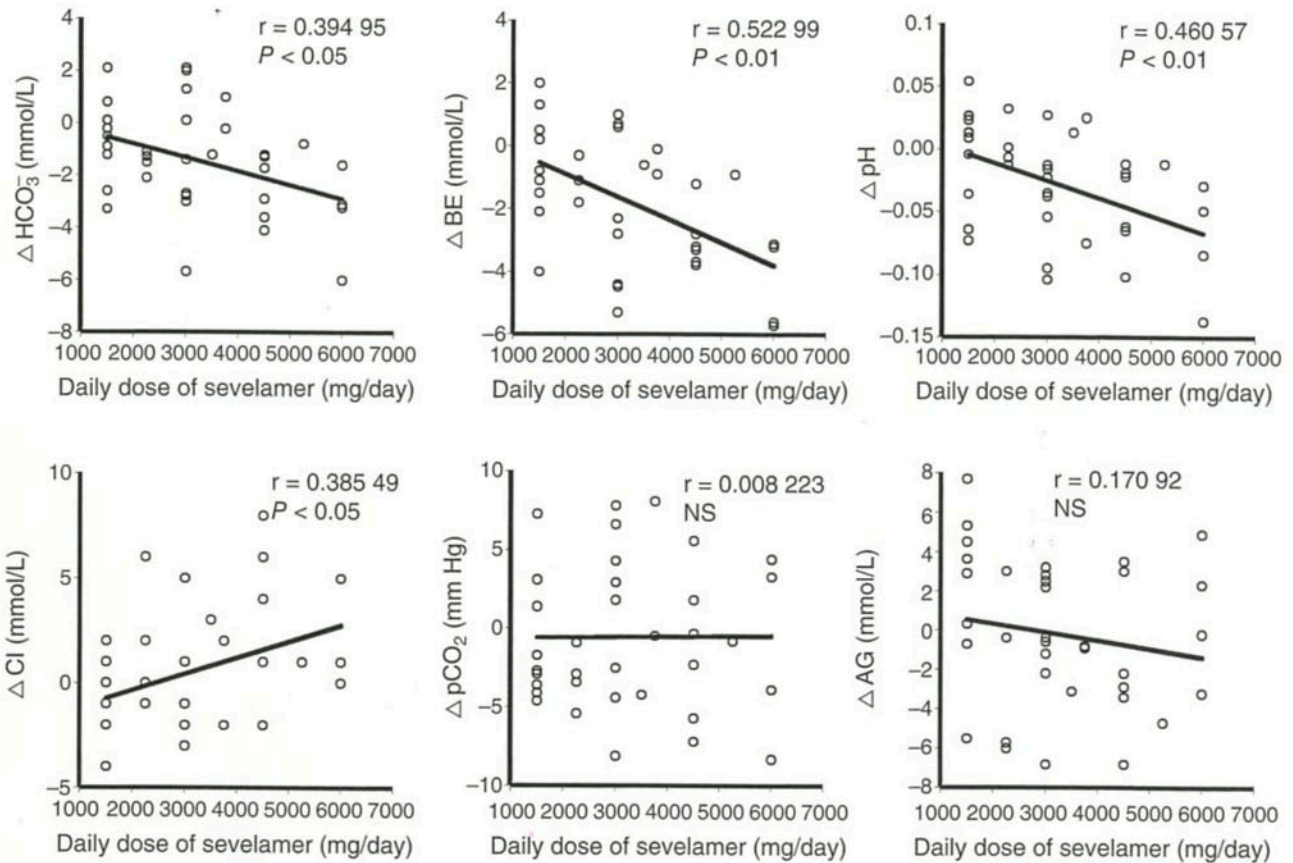 4
2
0
−2
−4
−6
−8
△ HCO₃⁻ (mmol/L)
r = 0.394 95
P < 0.05
1000 2000 3000 4000 5000 6000 7000
Daily dose of sevelamer (mg/day)
4
2
0
−2
−4
−6
△ BE (mmol/L)
r = 0.522 99
P < 0.01
1000 2000 3000 4000 5000 6000 7000
Daily dose of sevelamer (mg/day)
0.10
0.05
0.00
−0.05
−0.10
−0.15
△ pH
r = 0.460 57
P < 0.01
1000 2000 3000 4000 5000 6000 7000
Daily dose of sevelamer (mg/day)
10
5
0
−5
△ Cl (mmol/L)
r = 0.385 49
P < 0.05
1000 2000 3000 4000 5000 6000 7000
Daily dose of sevelamer (mg/day)
10
5
0
−5
−10
△ pCO₂ (mm Hg)
r = 0.008 223
NS
1000 2000 3000 4000 5000 6000 7000
Daily dose of sevelamer (mg/day)
8
6
4
2
0
−2
−4
−6
−8
△ AG (mmol/L)
r = 0.170 92
NS
1000 2000 3000 4000 5000 6000 7000
Daily dose of sevelamer (mg/day)